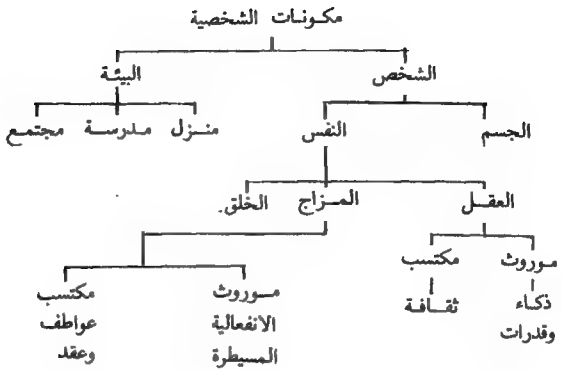 مكونات الشخصية
الشخص
البيئة
الجسم
النفس
منزل
مدرسة
مجتمع
العقل
المزاج
الخلق.
موروث
ذكاء
وقدرات
مكتسب
ثقافة
موروث
الانفعالية
المسيطرة
مكتسب
عواطف
وعقد